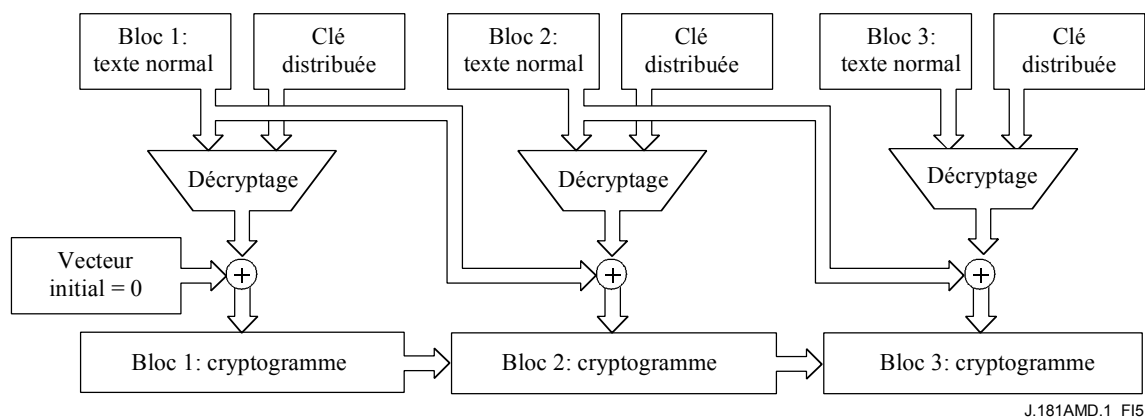 Bloc 1:
texte normal
Clé
distribuée
Bloc 2:
texte normal
Clé
distribuée
Bloc 3:
texte normal
Clé
distribuée
Décryptage
Décryptage
Décryptage
Vecteur
initial = 0
+
+
+
Bloc 1: cryptogramme
Bloc 2: cryptogramme
Bloc 3: cryptogramme
J.181AMD.1_FI5